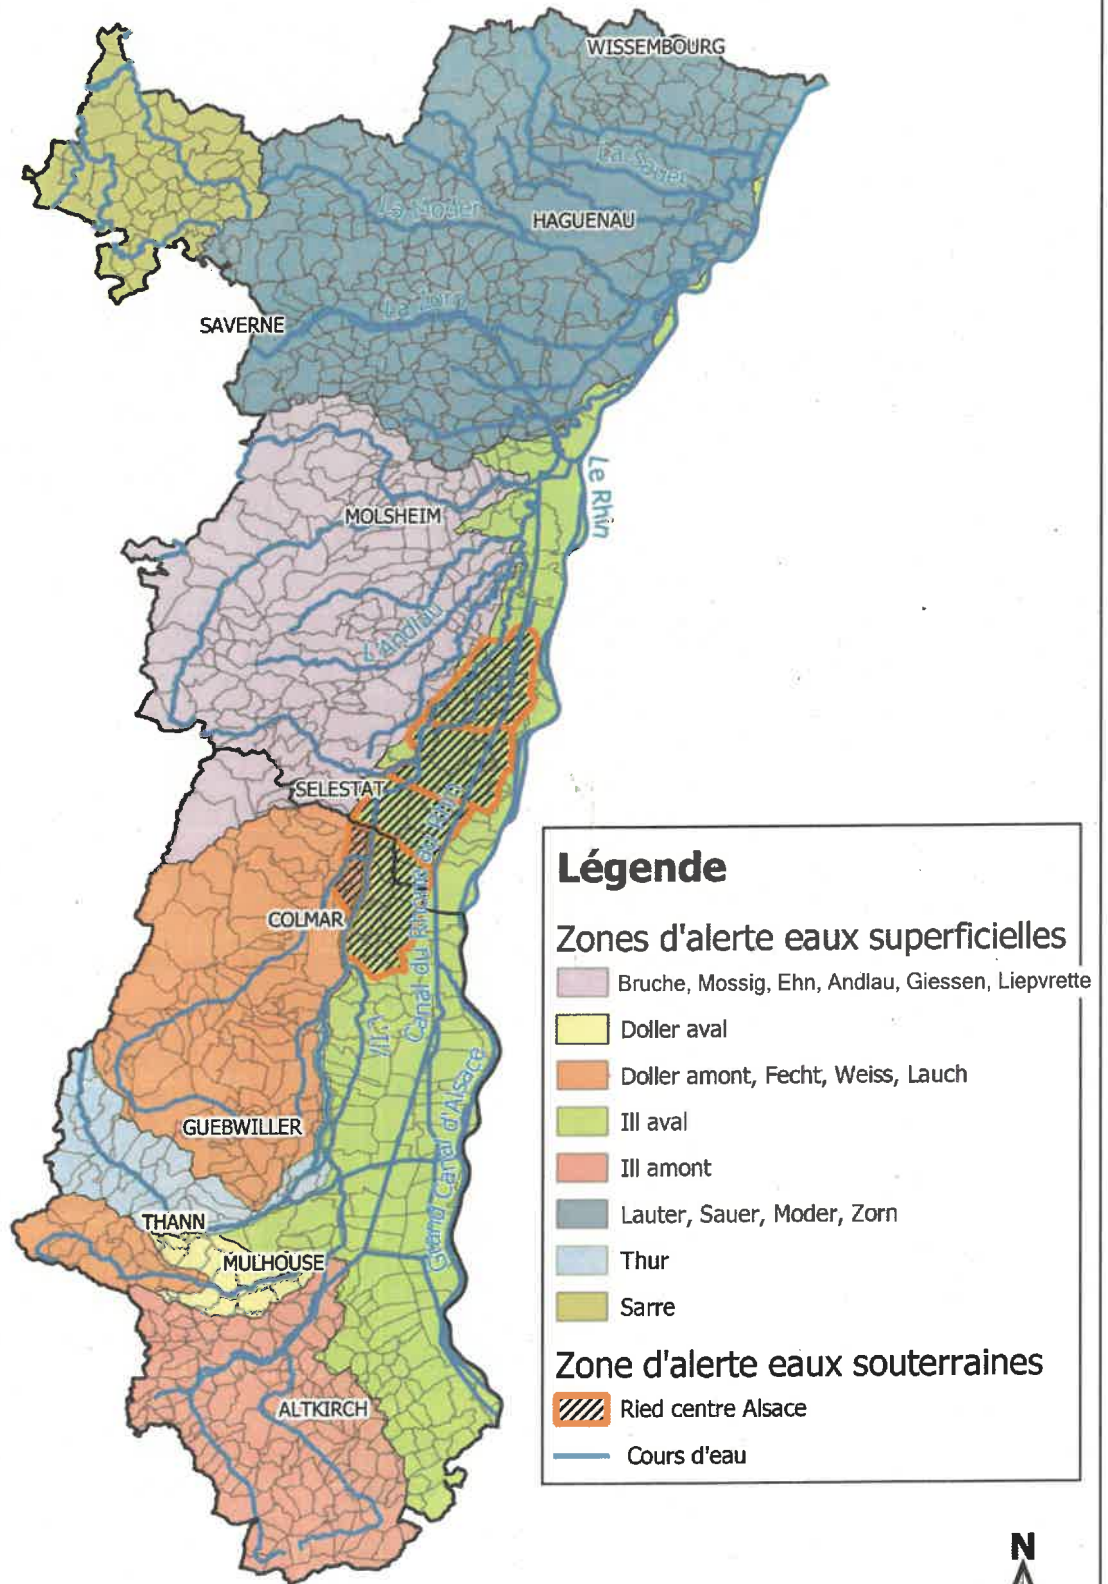 WISSEMBOURG
La Sauer
La Moder
HAGUENAU
La Zorn
SAVERNE
Le Rhin
MOLSHEIM
L'Andlau
SELESTAT
Canal du Rhône au Rhin
COLMAR
L'Ill
Grand Canal d'Alsace
GUEBWILLER
THANN
MULHOUSE
ALTKIRCH
Légende
Zones d'alerte eaux superficielles
Bruche, Mossig, Ehn, Andlau, Giessen, Liepvrette
Doller aval
Doller amont, Fecht, Weiss, Lauch
Ill aval
Ill amont
Lauter, Sauer, Moder, Zorn
Thur
Sarre
Zone d'alerte eaux souterraines
Ried centre Alsace
Cours d'eau
N